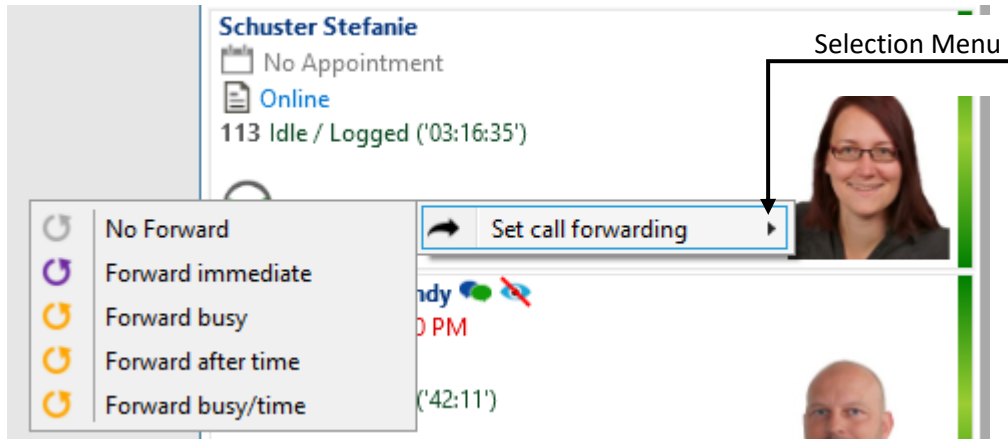 Schuster Stefanie
Selection Menu
No Appointment
Online
113 Idle / Logged ('03:16:35')
Set call forwarding
No Forward
Forward immediate
Forward busy
Forward after time
Forward busy/time
PM
('42:11')